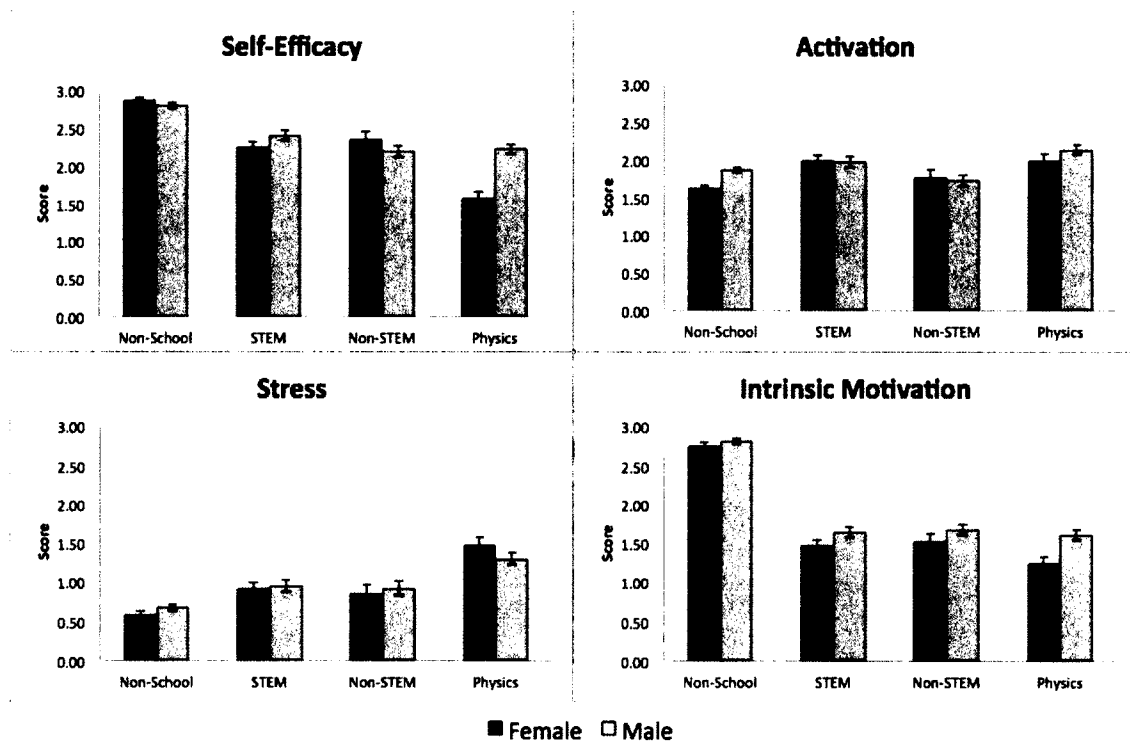 Self-Efficacy
3.00
2.50
2.00
1.50
1.00
0.50
0.00
Score
Non-School STEM Non-STEM Physics
Activation
3.00
2.50
2.00
1.50
1.00
0.50
0.00
Score
Non-School STEM Non-STEM Physics
Stress
3.00
2.50
2.00
1.50
1.00
0.50
0.00
Score
Non-School STEM Non-STEM Physics
Intrinsic Motivation
3.00
2.50
2.00
1.50
1.00
0.50
0.00
Score
Non-School STEM Non-STEM Physics
Female Male